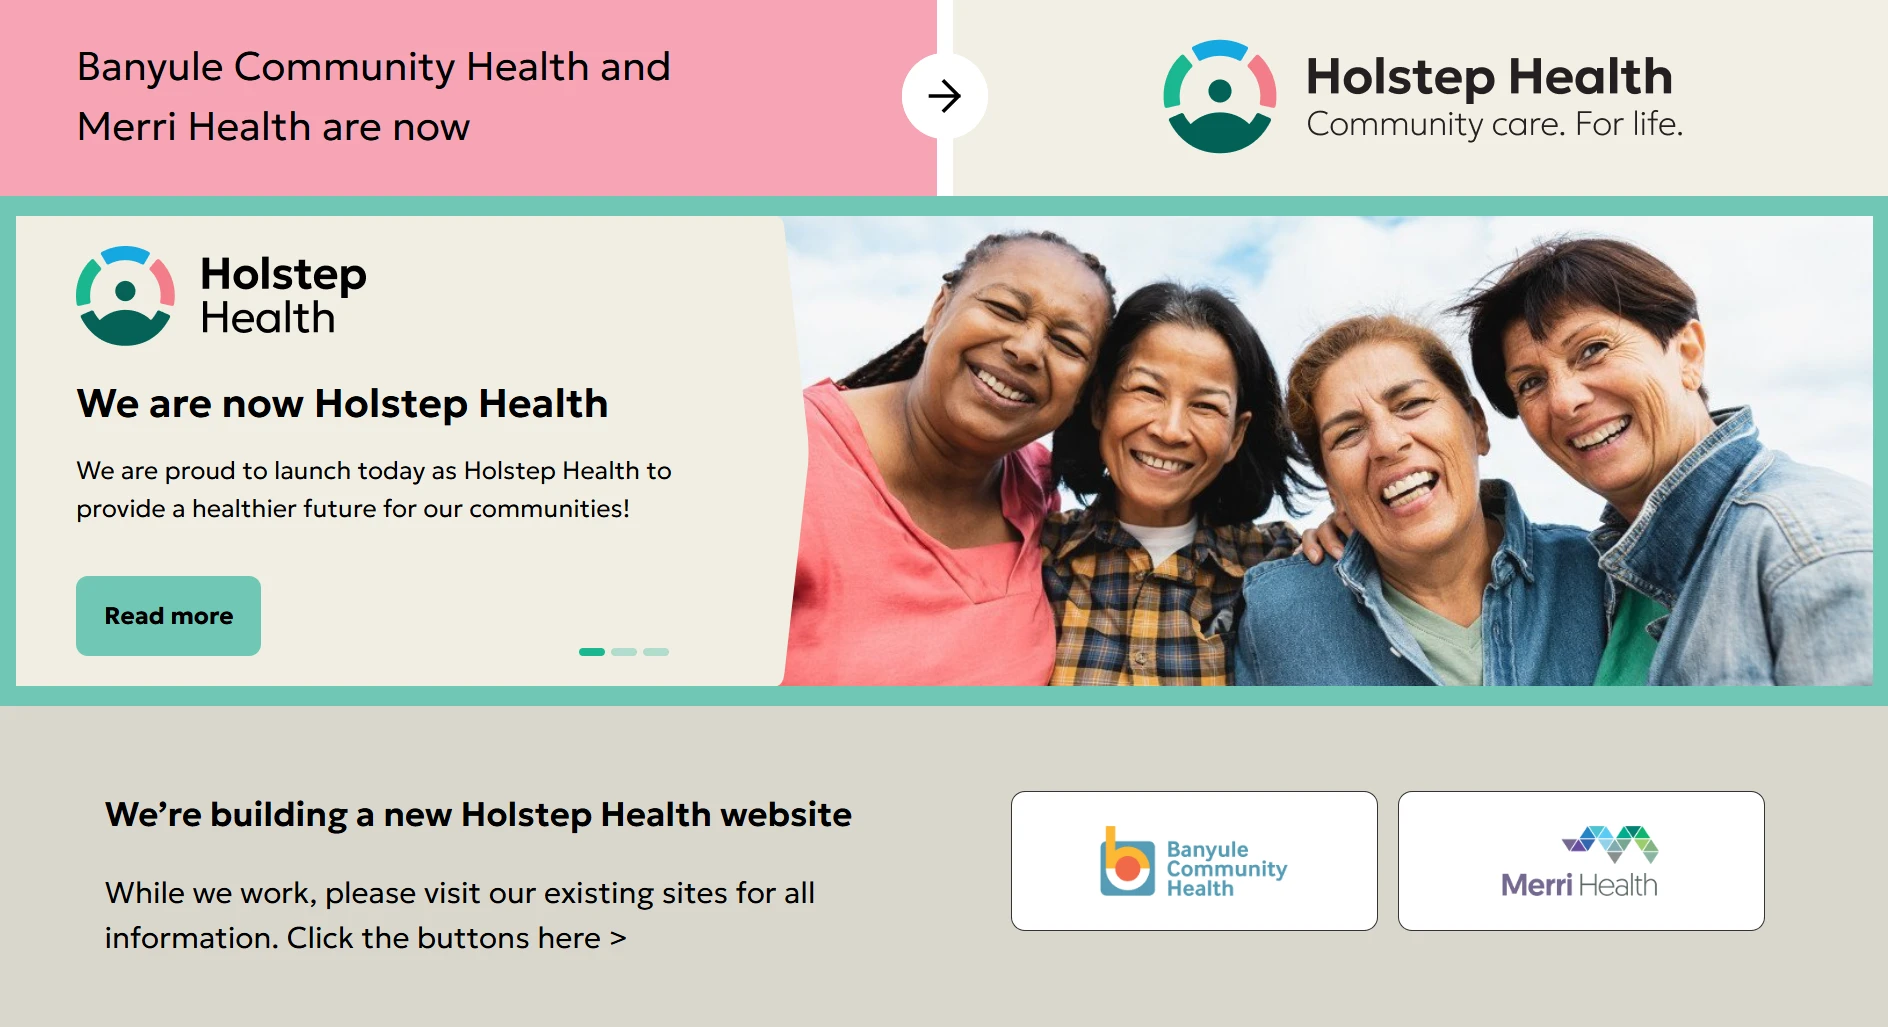 Banyule Community Health and
Merri Health are now
Holstep Health
Community care. For life.
Holstep
Health
We are now Holstep Health
We are proud to launch today as Holstep Health to
provide a healthier future for our communities!
Read more
We’re building a new Holstep Health website
While we work, please visit our existing sites for all
information. Click the buttons here >
Banyule
Community
Health
Merri Health